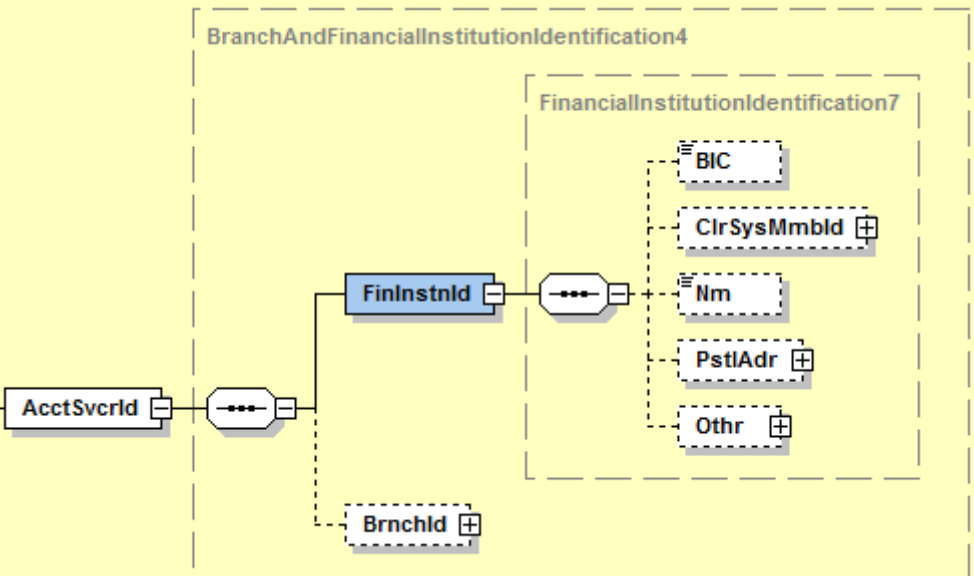 BranchAndFinancialInstitutionIdentification4
FinancialInstitutionIdentification7
BIC
ClrSysMmbId
FinInstnId
Nm
PstlAdr
AcctSvcrId
Othr
BrnchId